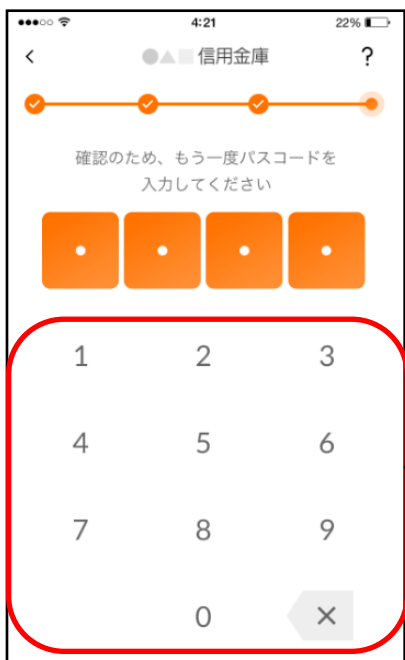 4:21 22%
●▲■ 信用金庫 ?
確認のため、もう一度パスコードを
入力してください
1 2 3
4 5 6
7 8 9
0